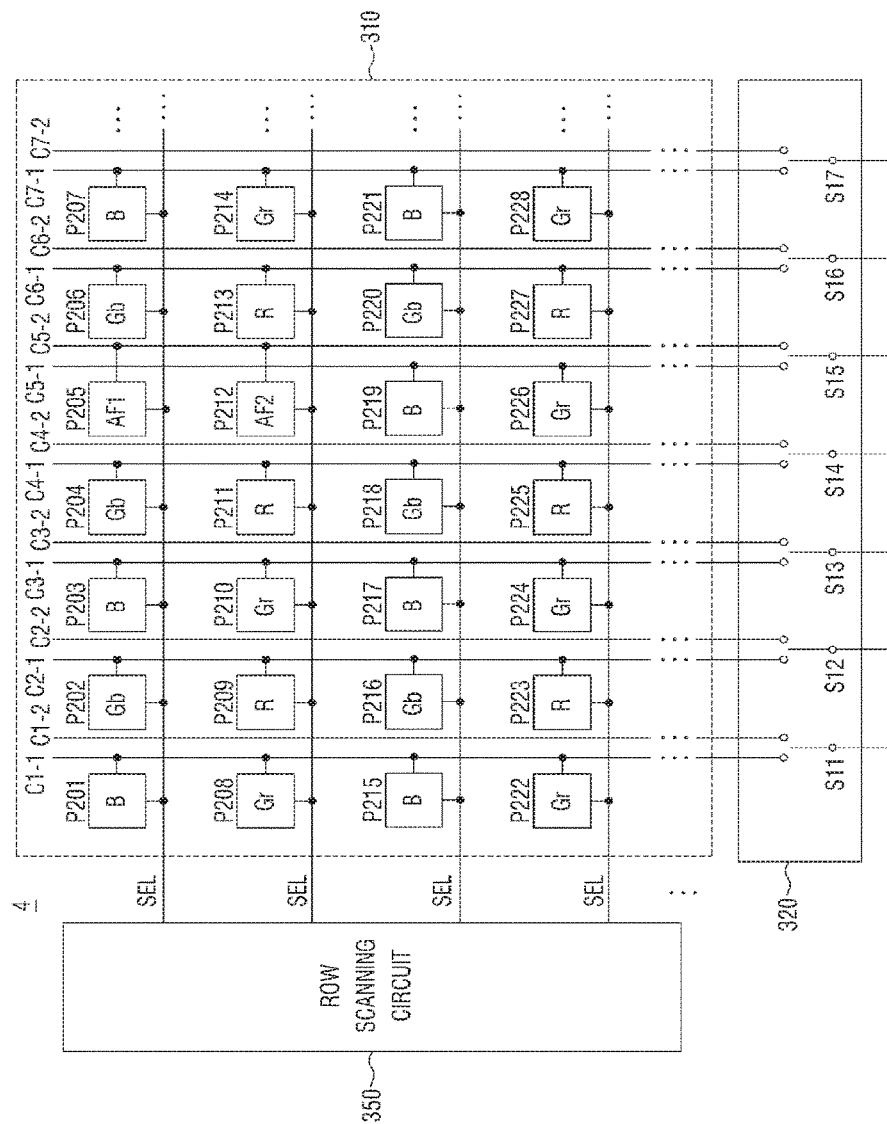 4
C1-1 C1-2 C2-1 C2-2 C3-1 C3-2 C4-1 C4-2 C5-1 C5-2 C6-1 C6-2 C7-1 C7-2
P201 P202 P203 P204 P205 P206 P207
B Gb B Gb AF1 Gb B ...
SEL ...
P208 P209 P210 P211 P212 P213 P214
Gr R Gr R AF2 R Gr ...
SEL ...
P215 P216 P217 P218 P219 P220 P221
B Gb B Gb B Gb B ...
SEL ...
P222 P223 P224 P225 P226 P227 P228
Gr R Gr R Gr R Gr ...
SEL ...
310
ROW
SCANNING
CIRCUIT
350
S11 S12 S13 S14 S15 S16 S17
320